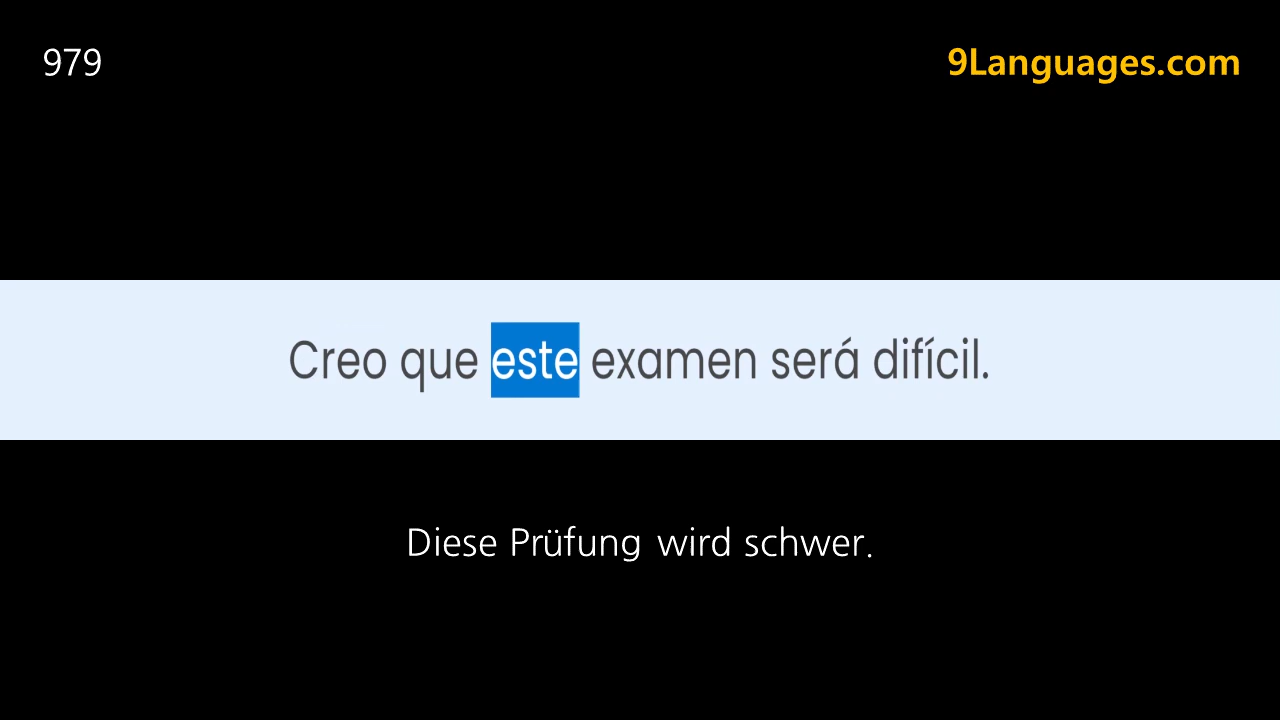 979
9Languages.com
Creo que este examen será difícil.
Diese Prüfung wird schwer.